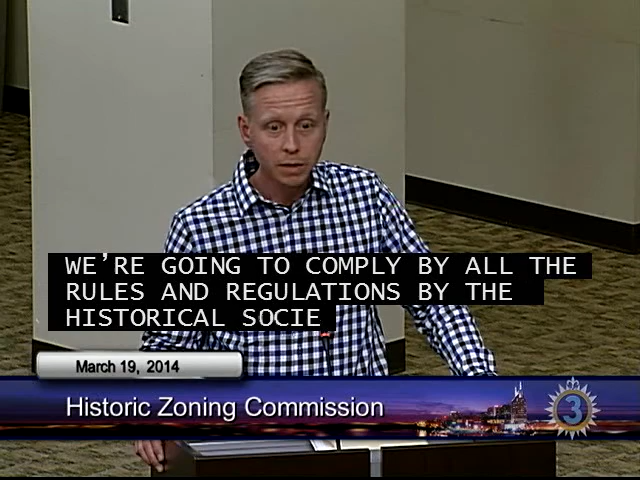 WE'RE GOING TO COMPLY BY ALL THE
RULES AND REGULATIONS BY THE
HISTORICAL SOCIE
March 19, 2014
Historic Zoning Commission
3